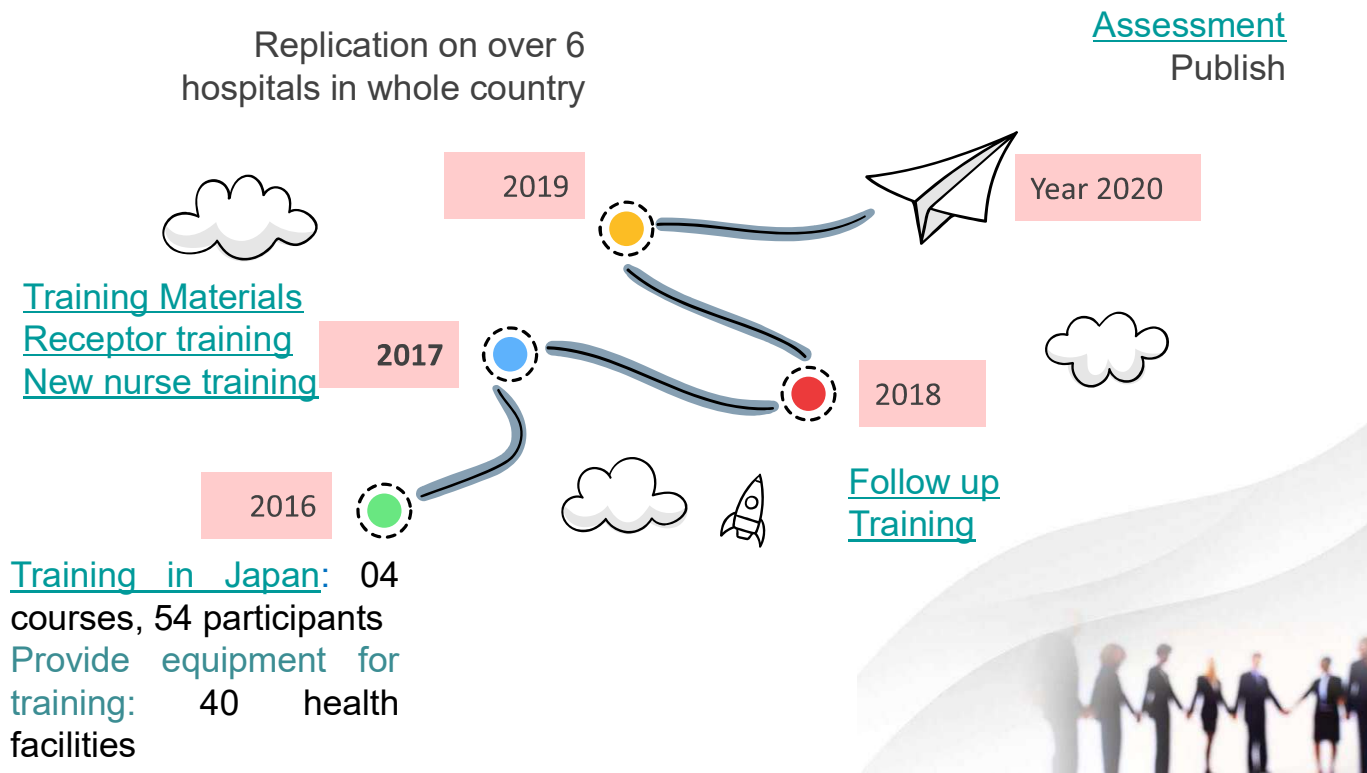 Replication on over 6
hospitals in whole country
Assessment
Publish
2019
Year 2020
Training Materials
Receptor training
New nurse training
2017
2018
Follow up
Training
2016
Training in Japan: 04
courses, 54 participants
Provide equipment for
training: 40 health
facilities